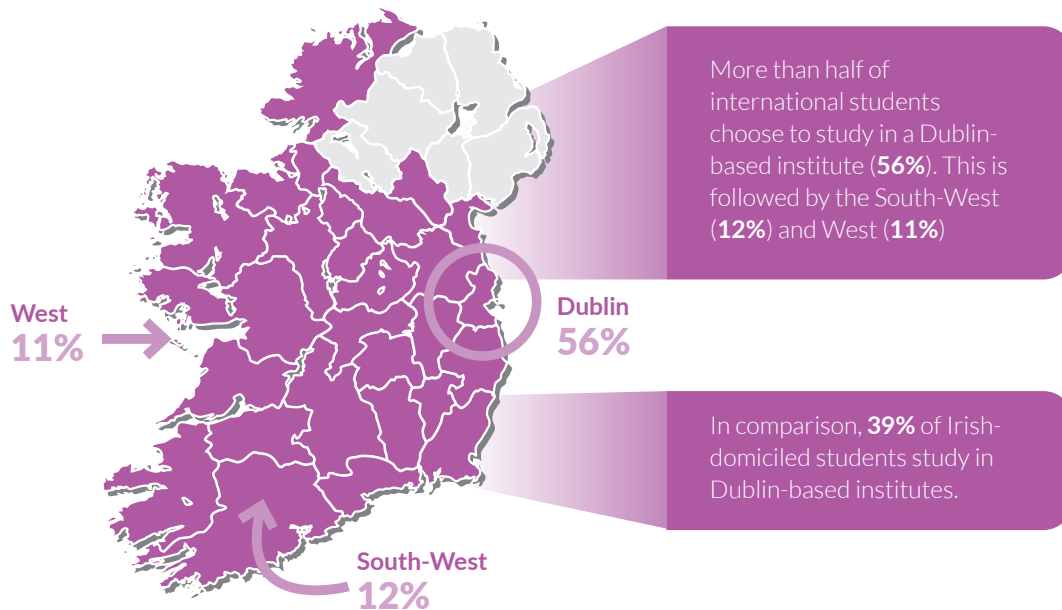 More than half of
international students
choose to study in a Dublin-
based institute (56%). This is
followed by the South-West
(12%) and West (11%)
West
11%
Dublin
56%
In comparison, 39% of Irish-
domiciled students study in
Dublin-based institutes.
South-West
12%